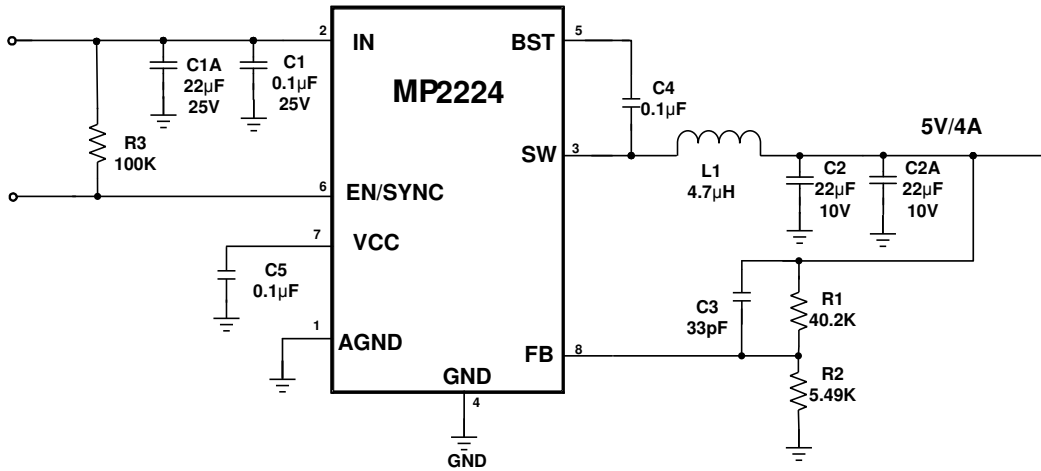 2
IN
C1A
22µF
25V
C1
0.1µF
25V
R3
100K
6
EN/SYNC
7
VCC
C5
0.1µF
1
AGND
MP2224
GND
4
GND
5
BST
C4
0.1µF
SW
3
L1
4.7µH
5V/4A
C2
22µF
10V
C2A
22µF
10V
C3
33pF
R1
40.2K
FB
8
R2
5.49K